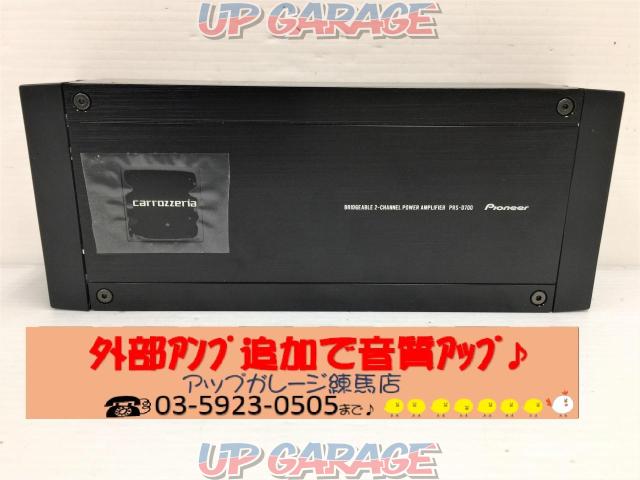 UP GARAGE
carrozzeria
BRIDGEABLE 2-CHANNEL POWER AMPLIFIER PRS-D700 Pioneer
外部ｱﾝﾌﾟ追加で音質ｱｯﾌﾟ♪
アップガレージ練馬店
☎03-5923-0505まで♪
UP GARAGE